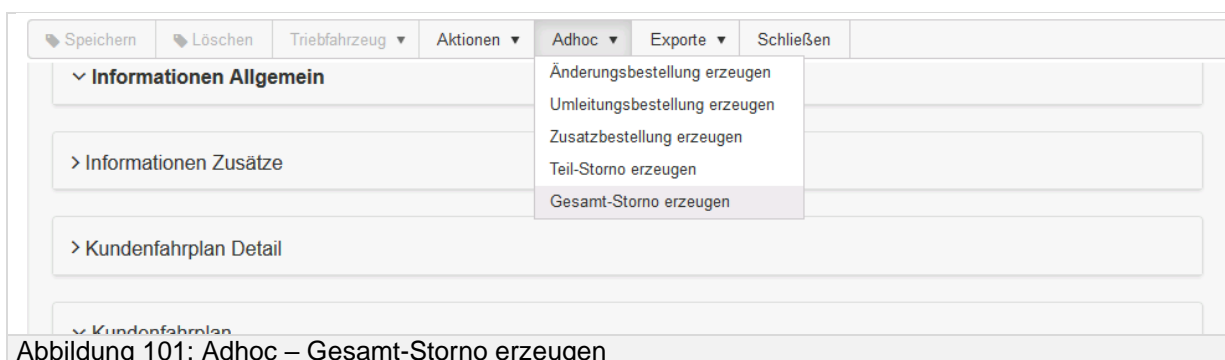 Speichern Löschen Triebfahrzeug Aktionen Adhoc Exporte Schließen
Informationen Allgemein
Änderungsbestellung erzeugen
Umleitungsbestellung erzeugen
Zusatzbestellung erzeugen
Teil-Storno erzeugen
Gesamt-Storno erzeugen
Informationen Zusätze
Kundenfahrplan Detail
Kundenfahrplan
Abbildung 101: Adhoc – Gesamt-Storno erzeugen